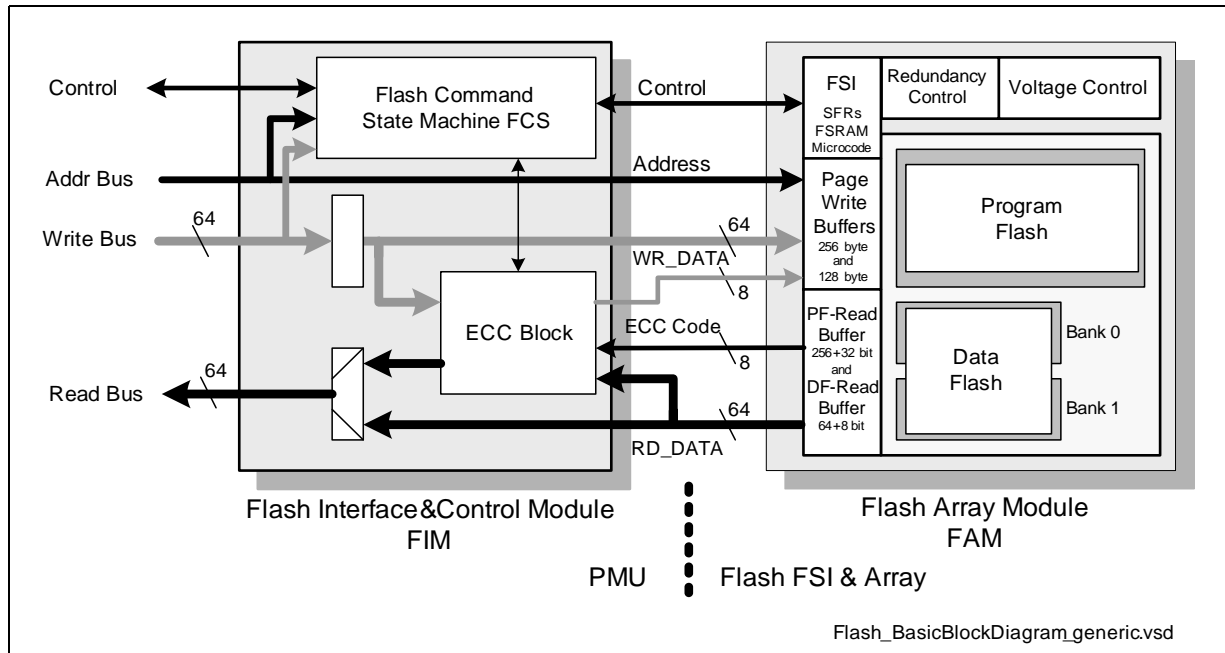 Control
Addr Bus
64
Write Bus
64
Read Bus
Flash Command
State Machine FCS
ECC Block
Control
Address
64
WR_DATA
8
ECC Code
8
64
RD_DATA
FSI
SFRs
FSRAM
Microcode
Redundancy
Control
Voltage Control
Page
Write
Buffers
256 byte
and
128 byte
PF-Read
Buffer
256+32 bit
and
DF-Read
Buffer
64+8 bit
Program
Flash
Data
Flash
Bank 0
Bank 1
Flash Interface&Control Module
FIM
Flash Array Module
FAM
PMU
Flash FSI & Array
Flash_BasicBlockDiagram_generic.vsd